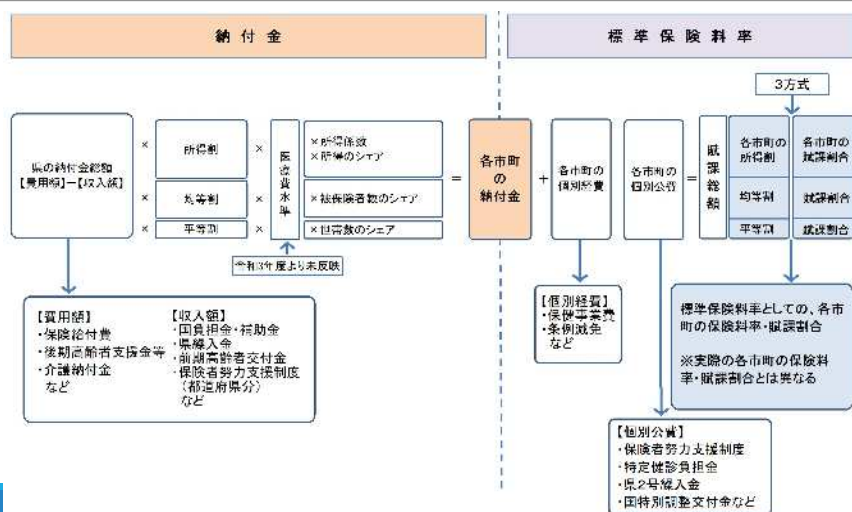 納付金
標準保険料率
3方式
県の納付金総額
【費用額】－【収入額】
×
所得割
×
医療費水準
×所得係数
×所得のシェア
×
均等割
×
×被保険者数のシェア
×
平等割
×
×世帯数のシェア
＝
各市町
の
納付金
＋
各市町の
個別経費
各市町の
個別公費
＝
賦課総額
各市町の
所得割
各市町の
賦課割合
均等割
賦課割合
平等割
賦課割合
令和3年度より未反映
【費用額】
・保険給付費
・後期高齢者支援金等
・介護納付金
など
【収入額】
・国負担金・補助金
・県繰入金
・前期高齢者交付金
・保険者努力支援制度
（都道府県分）
など
【個別経費】
・保健事業費
・条例減免
など
標準保険料率としての、各市
町の保険料率・賦課割合
※実際の各市町の保険料
率・賦課割合とは異なる
【個別公費】
・保険者努力支援制度
・特定健診負担金
・県2号繰入金
・国特別調整交付金など